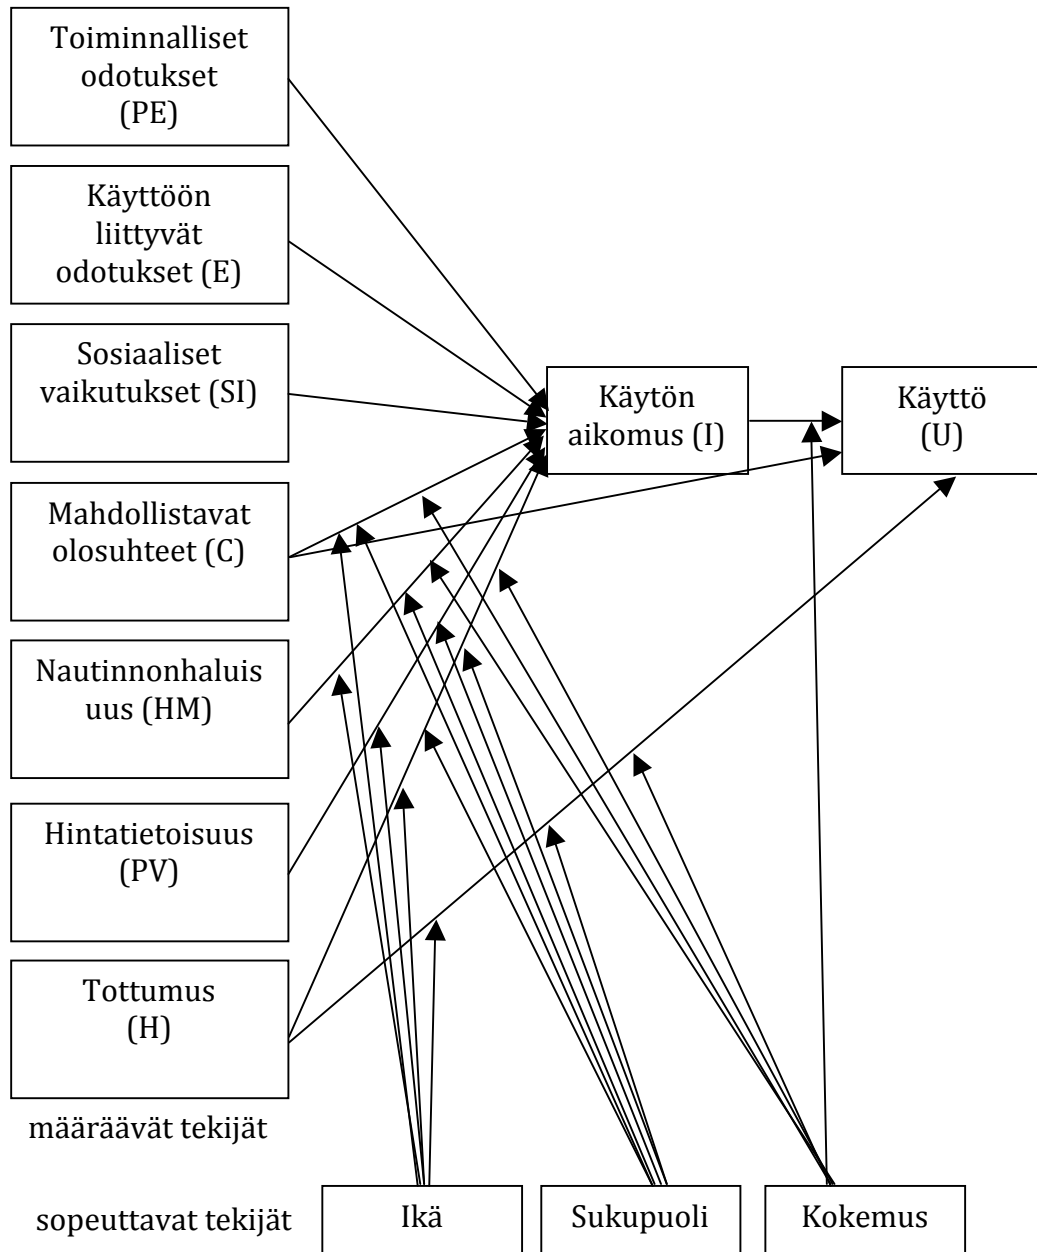 Toiminnalliset
odotukset
(PE)
Käyttöön
liittyvät
odotukset (E)
Sosiaaliset
vaikutukset (SI)
Mahdollistavat
olosuhteet (C)
Nautinnonhaluis
uus (HM)
Hintatietoisuus
(PV)
Tottumus
(H)
Käytön
aikomus (I)
Käyttö
(U)
määräävät tekijät
sopeuttavat tekijät
Ikä
Sukupuoli
Kokemus